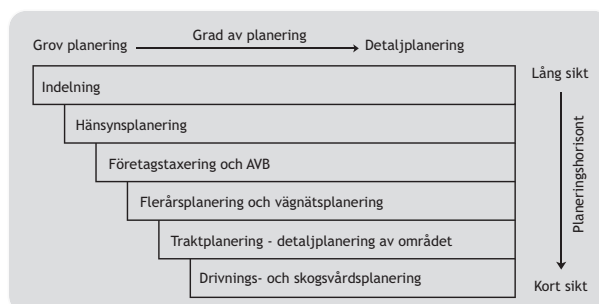 Grad av planering
Grov planering
Detaljplanering
Lång sikt
Indelning
Hänsynsplanering
Företagstaxering och AVB
Flerårsplanering och vägnätsplanering
Traktplanering - detaljplanering av området
Drivnings- och skogsvårdsplanering
Planeringshorisont
Kort sikt